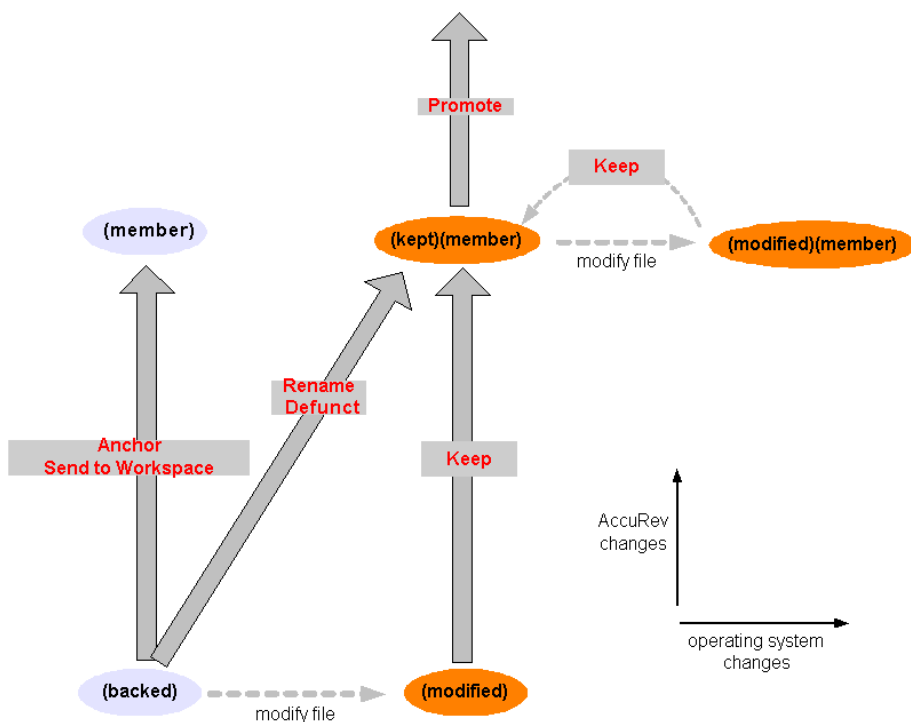 Promote
Keep
(member)
(kept)(member)
(modified)(member)
modify file
Rename
Defunct
Anchor
Send to Workspace
Keep
AccuRev
changes
operating system
changes
(backed)
(modified)
modify file